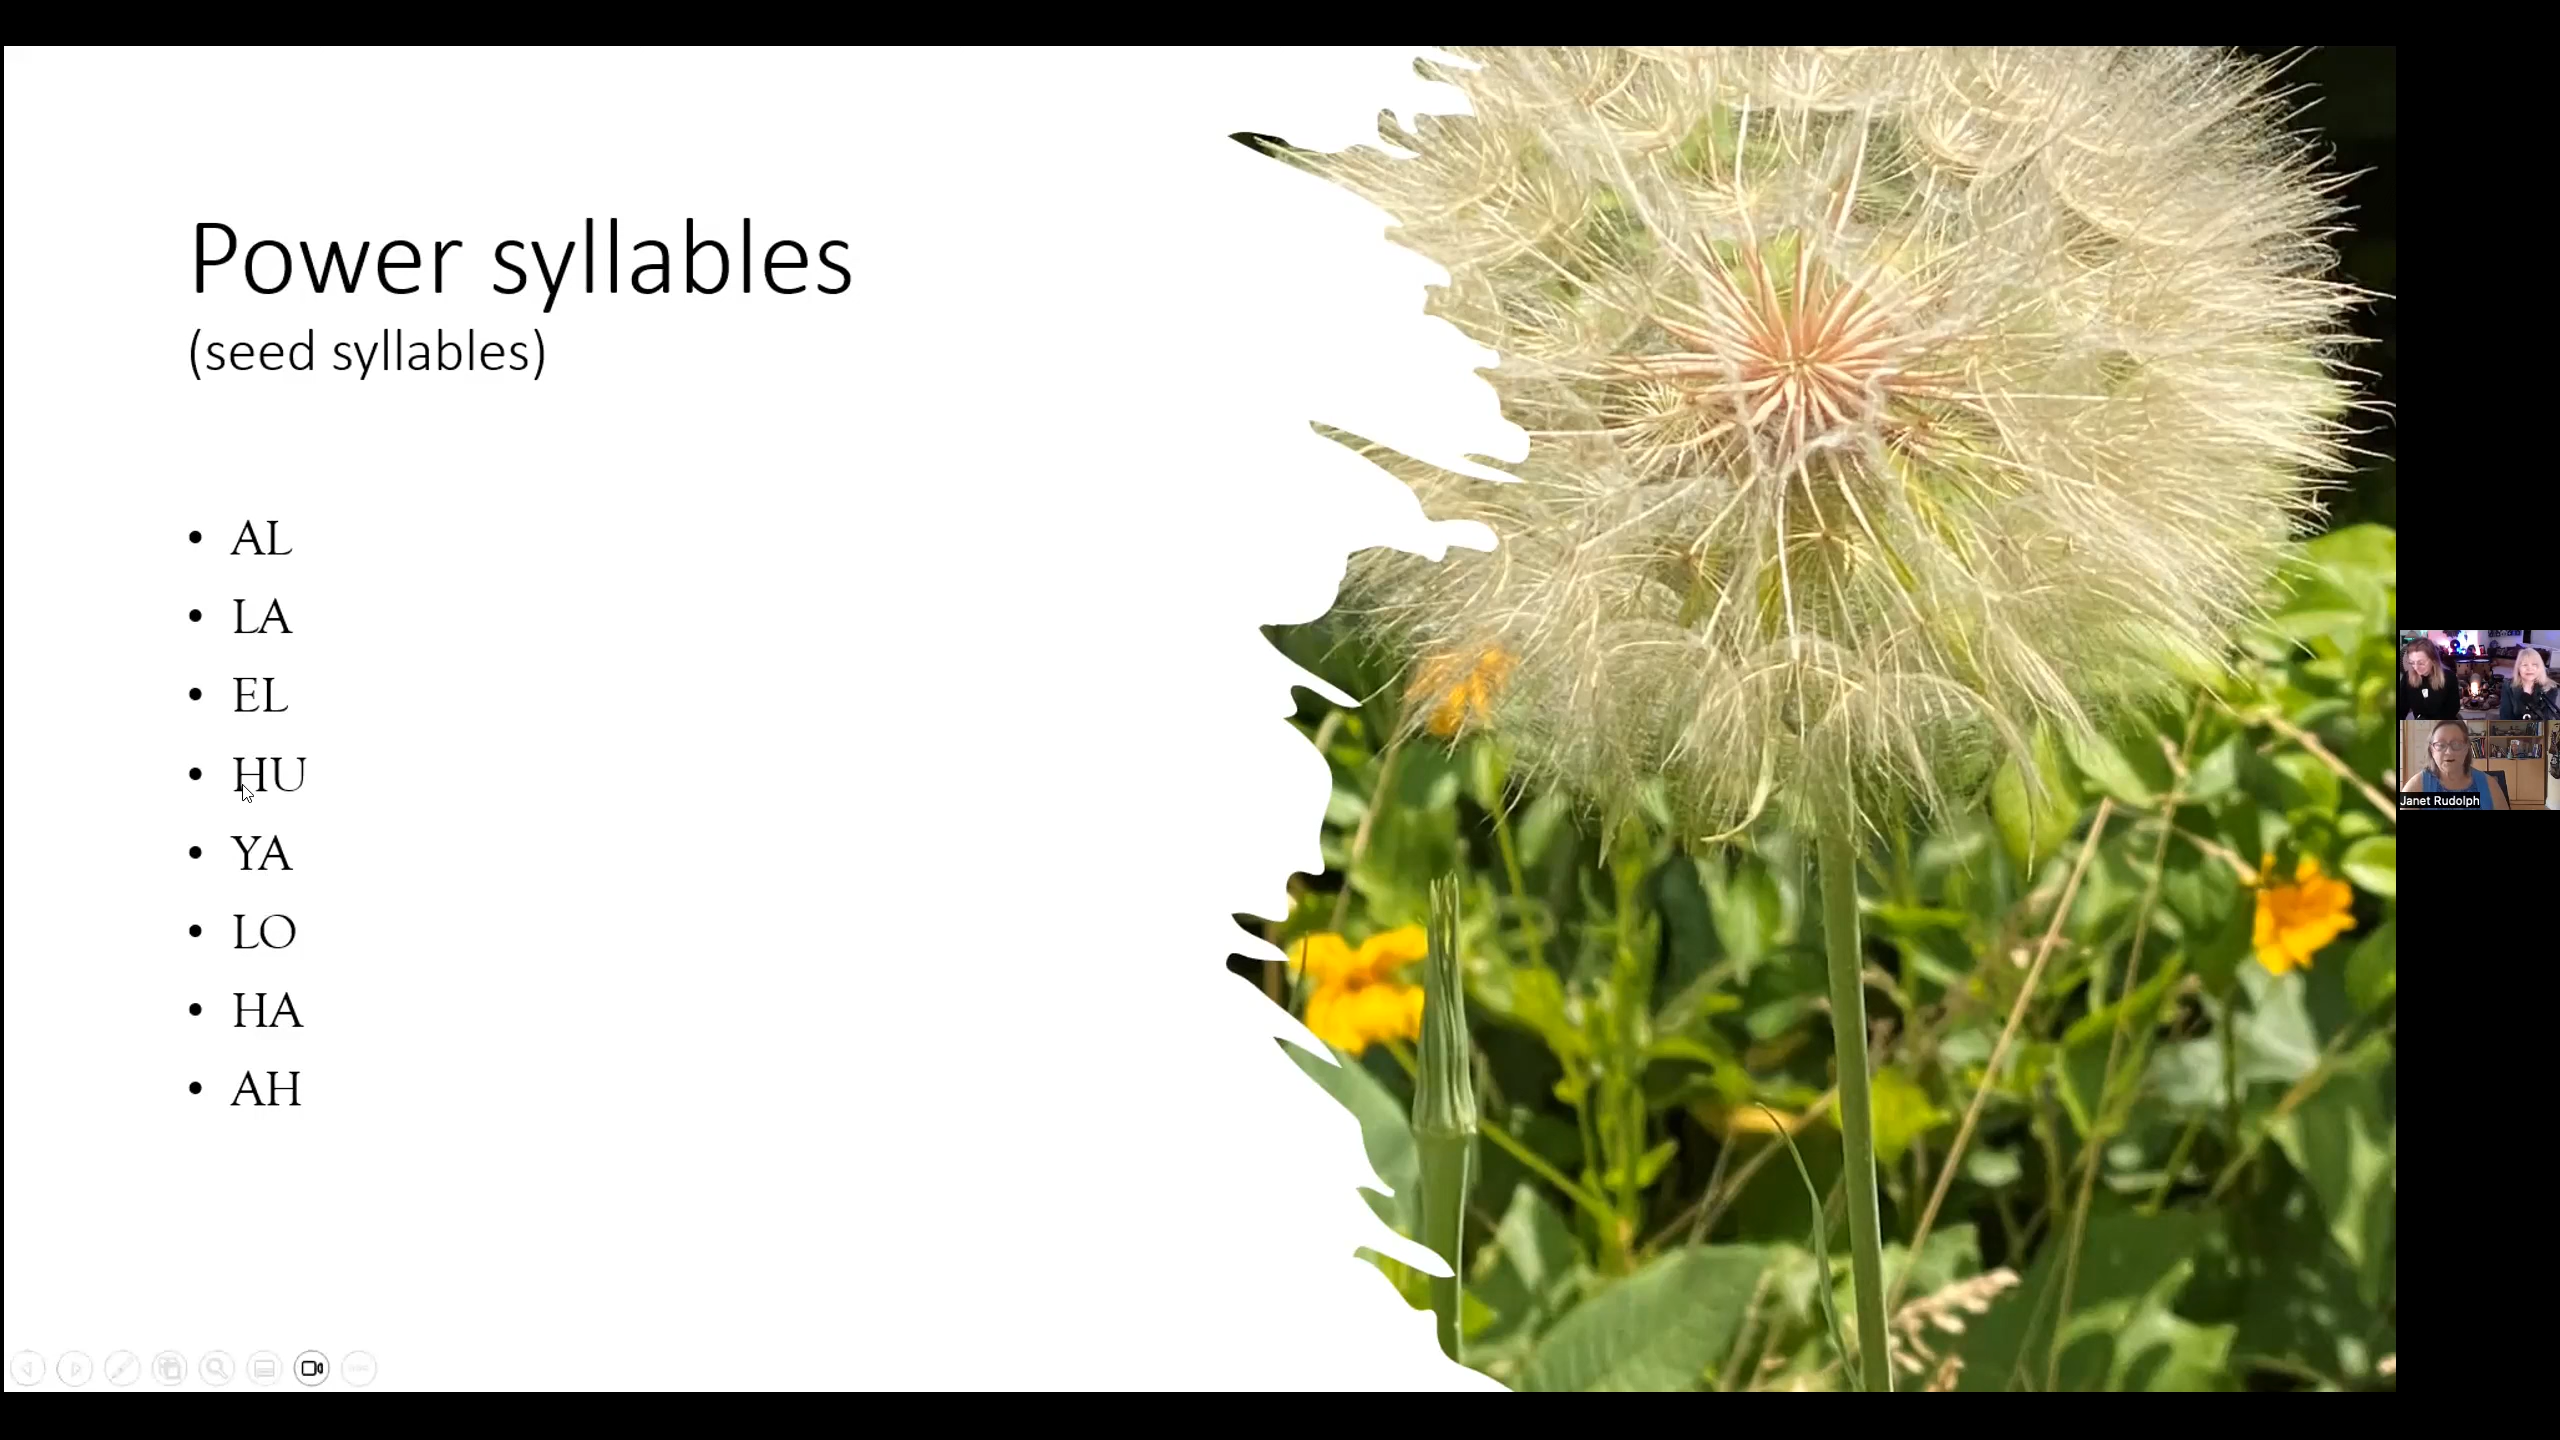 Power syllables
(seed syllables)
• AL
• LA
• EL
• HU
• YA
• LO
• HA
• AH
Janet Rudolph